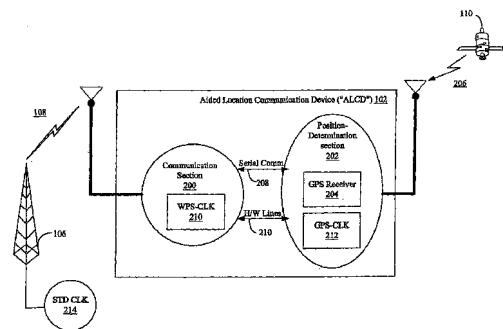 110
206
108
Aided Location Communication Device ("ALCD") 102
Position-
Determination
section
202
Communication
Section
200
Serial Comm.
208
GPS Receiver
204
WPS-CLK
210
H/W Lines
210
GPS-CLK
212
106
STD CLK
214